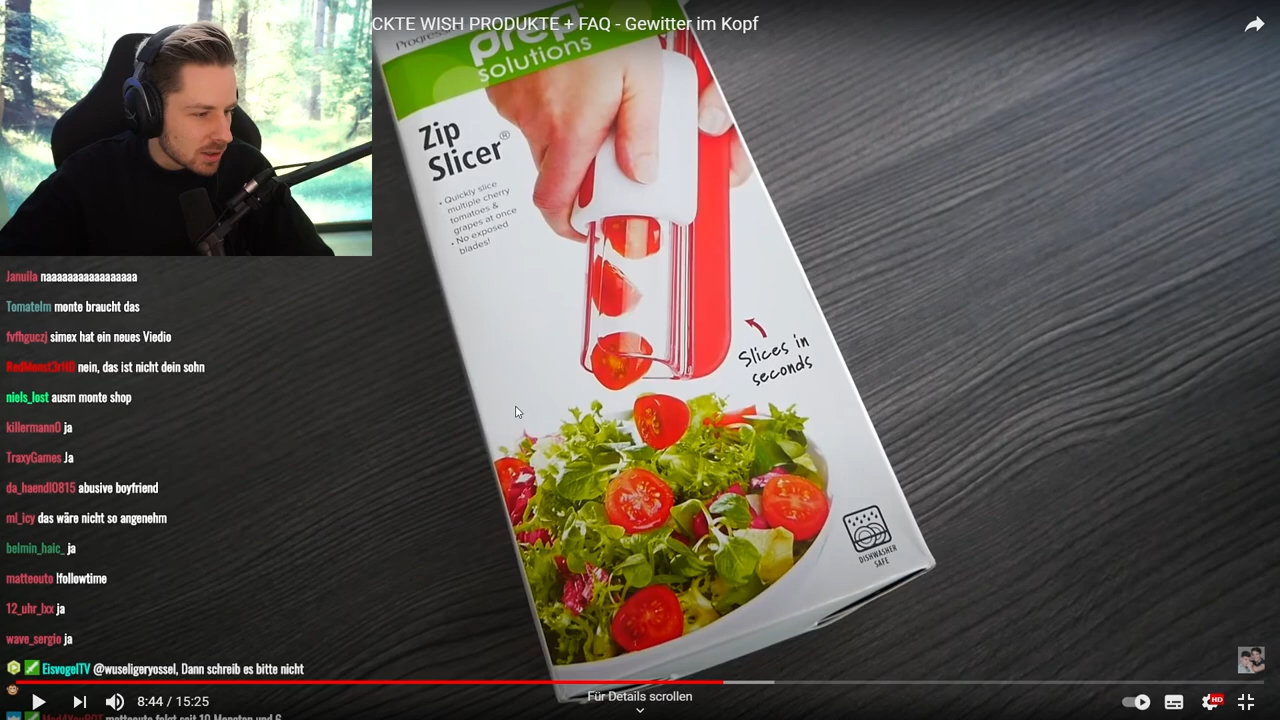 CKTE WISH PRODUKTE + FAQ - Gewitter im Kopf
Progres
prep
solutions
Zip
Slicer®
• Quickly slice
multiple cherry
tomatoes &
grapes at once
• No exposed
blades!
Slices in
seconds
DISHWASHER
SAFE
Janulla naaaaaaaaaaaaaaaaa
Tomatelm monte braucht das
fvfhguczj simex hat ein neues Viedio
RedMonst3rHD nein, das ist nicht dein sohn
niels_lost ausm monte shop
killermann0 ja
TraxyGames Ja
da_haendl0815 abusive boyfriend
ml_icy das wäre nicht so angenehm
belmin_haic_ ja
matteouto !followtime
12_uhr_lxx ja
wave_sergio ja
EisvogelTV @wuseligeryossel, Dann schreib es bitte nicht
8:44 / 15:25
Für Details scrollen
HD